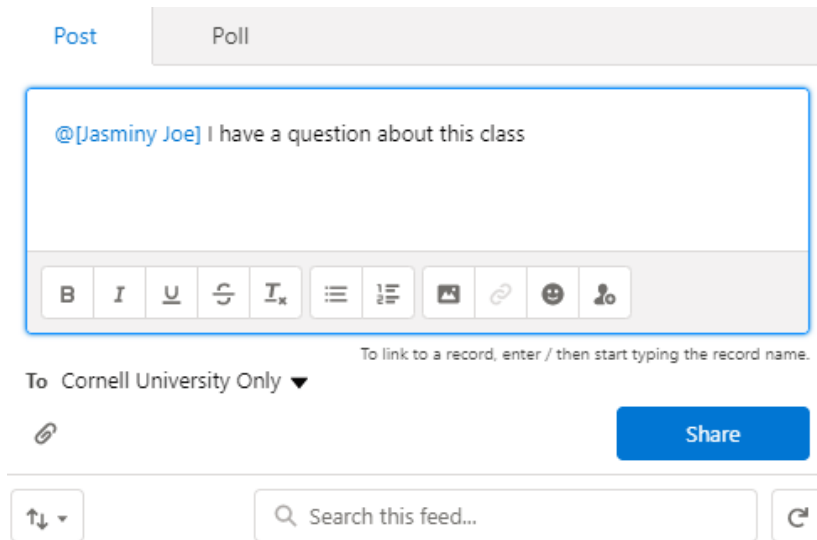 Post Poll
@[Jasminy Joe] I have a question about this class
B I U S Tx
To link to a record, enter / then start typing the record name.
To Cornell University Only
Share
Search this feed...